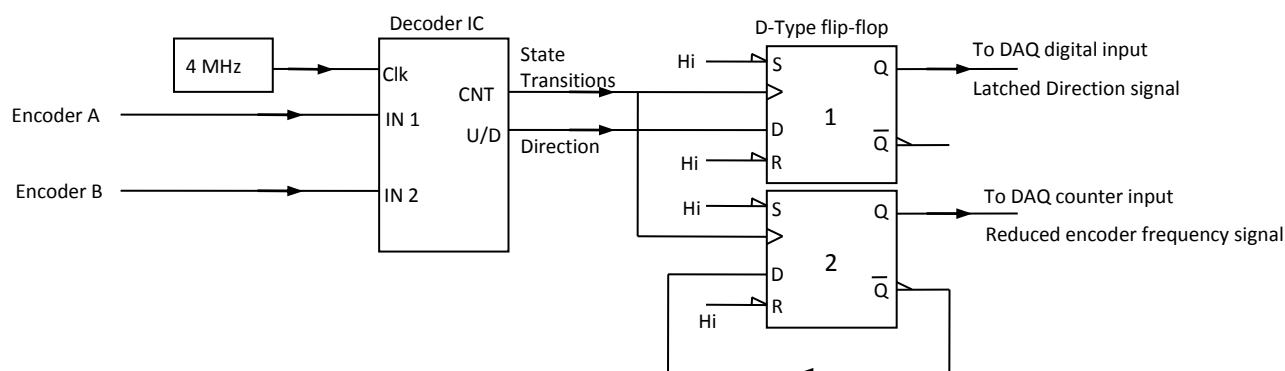 Decoder IC
D-Type flip-flop
4 MHz
Clk
State
Transitions
CNT
Encoder A
IN 1
U/D
Direction
Encoder B
IN 2
Hi
S
Q
To DAQ digital input
Latched Direction signal
D
1
Q
Hi
R
Hi
S
Q
To DAQ counter input
Reduced encoder frequency signal
2
D
Q
R
Hi